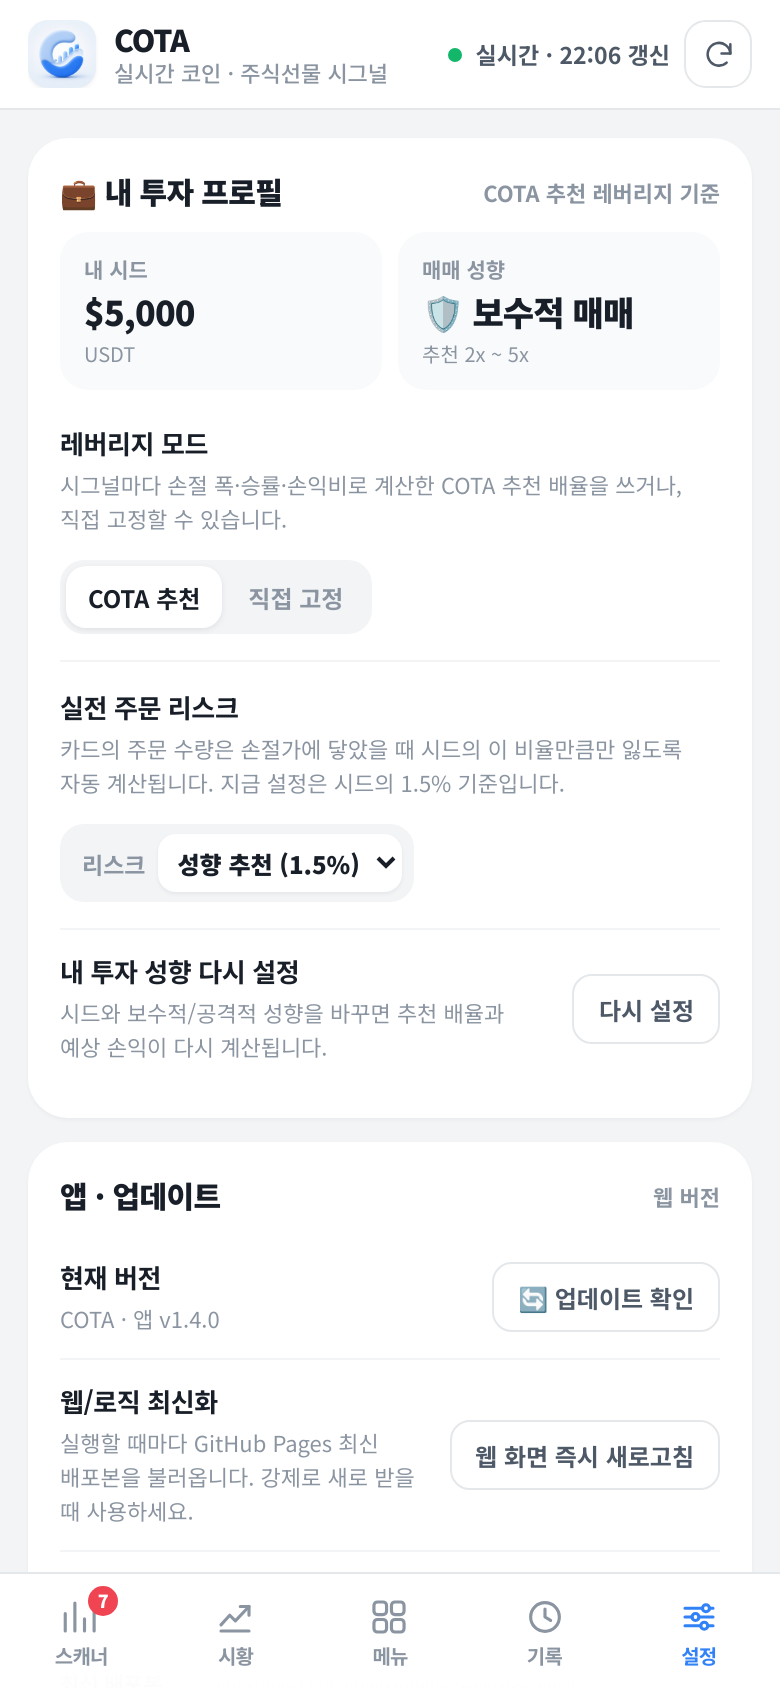 COTA
실시간 코인 · 주식선물 시그널
실시간 · 22:06 갱신
내 투자 프로필
COTA 추천 레버리지 기준
내 시드
$5,000
USDT
매매 성향
보수적 매매
추천 2x ~ 5x
레버리지 모드
시그널마다 손절 폭·승률·손익비로 계산한 COTA 추천 배율을 쓰거나,
직접 고정할 수 있습니다.
COTA 추천
직접 고정
실전 주문 리스크
카드의 주문 수량은 손절가에 닿았을 때 시드의 이 비율만큼만 잃도록
자동 계산됩니다. 지금 설정은 시드의 1.5% 기준입니다.
리스크
성향 추천 (1.5%)
내 투자 성향 다시 설정
시드와 보수적/공격적 성향을 바꾸면 추천 배율과
예상 손익이 다시 계산됩니다.
다시 설정
앱 · 업데이트
웹 버전
현재 버전
COTA · 앱 v1.4.0
업데이트 확인
웹/로직 최신화
실행할 때마다 GitHub Pages 최신
배포본을 불러옵니다. 강제로 새로 받을
때 사용하세요.
웹 화면 즉시 새로고침
7
스캐너
시황
메뉴
기록
설정